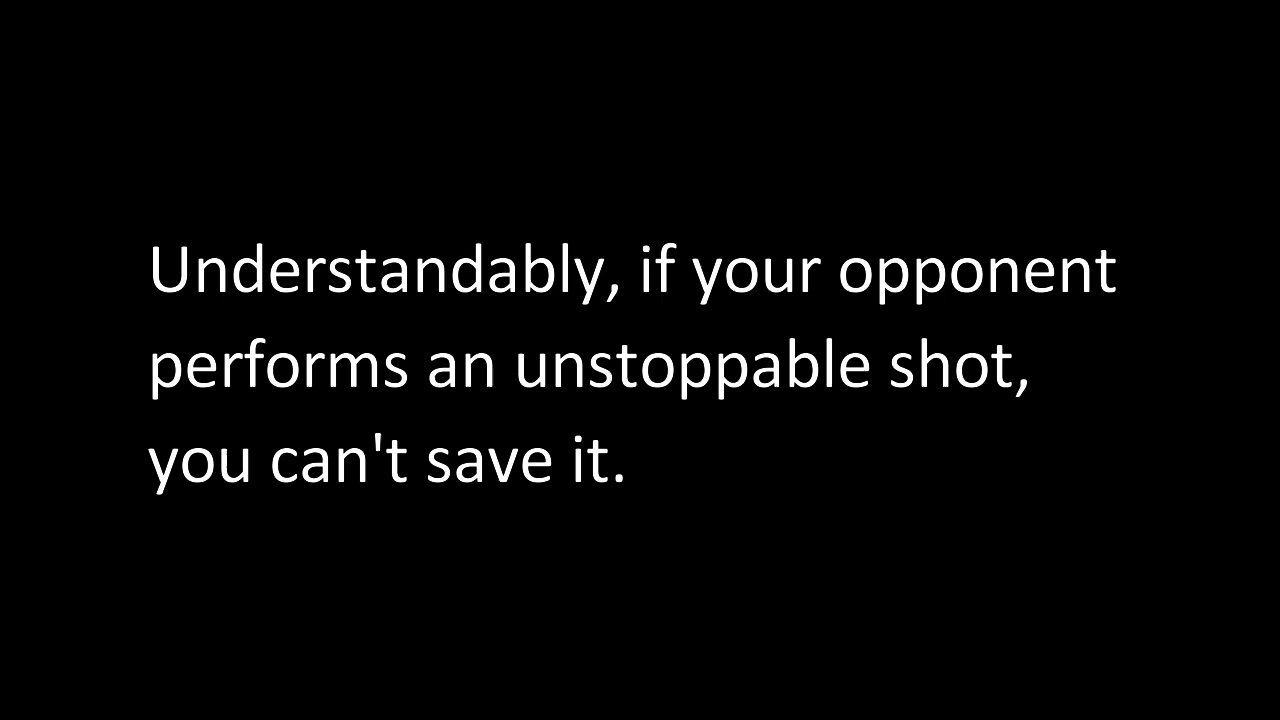 Understandably, if your opponent
performs an unstoppable shot,
you can't save it.